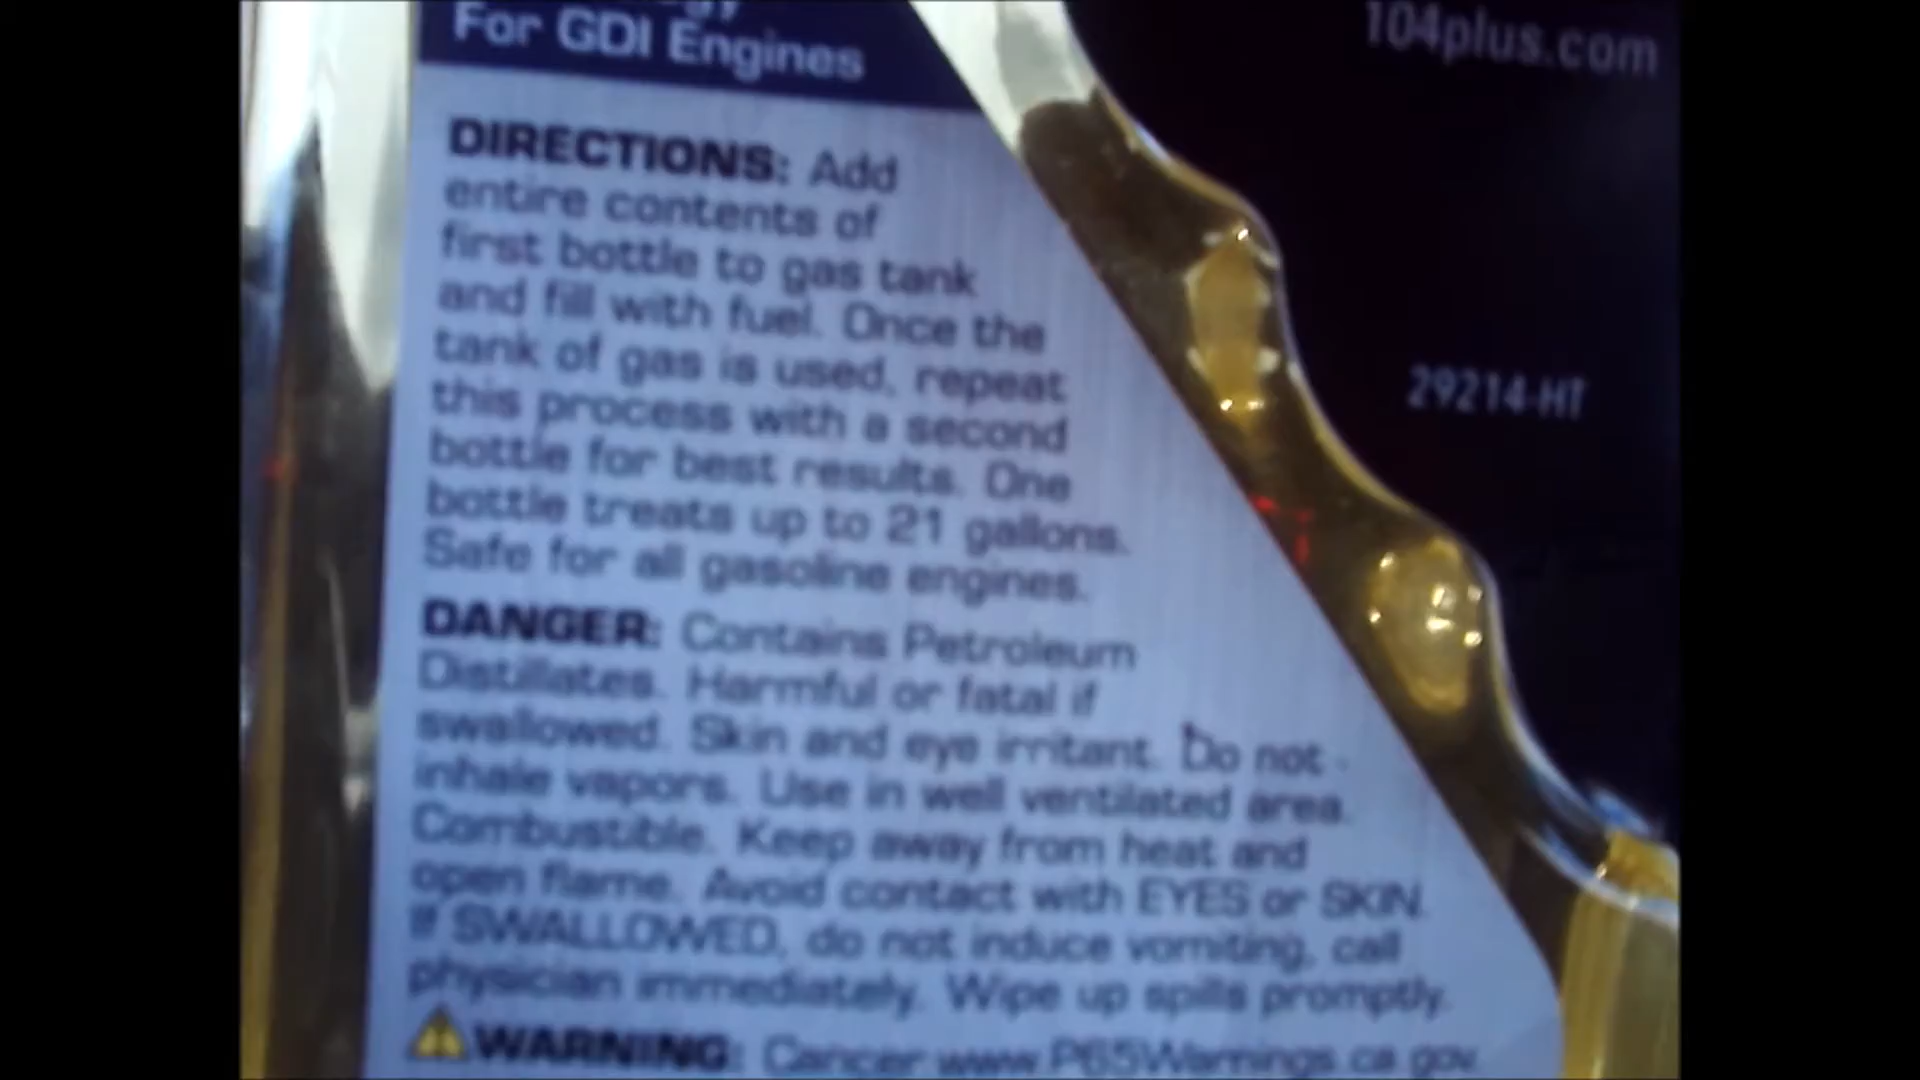 For GDI Engines
DIRECTIONS: Add
entire contents of
first bottle to gas tank
and fill with fuel. Once the
tank of gas is used, repeat
this process with a second
bottle for best results. One
bottle treats up to 21 gallons.
Safe for all gasoline engines.
DANGER: Contains Petroleum
Distillates. Harmful or fatal if
swallowed. Skin and eye irritant. Do not
inhale vapors. Use in well ventilated area.
Combustible. Keep away from heat and
open flame. Avoid contact with EYES or SKIN.
If SWALLOWED, do not induce vomiting, call
physician immediately. Wipe up spills promptly.
WARNING: Cancer www.P65Warnings.ca.gov
104plus.com
29214-HT